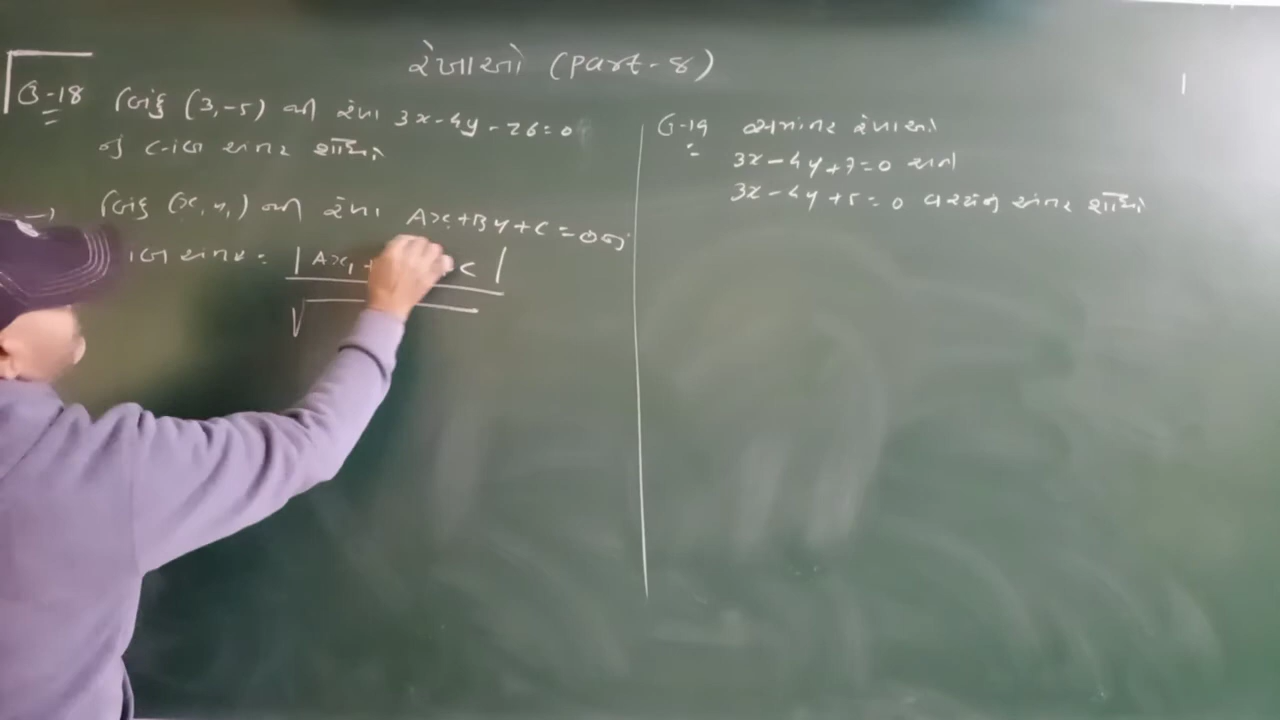 રેખાઓ (Part-8)
G-18 બિંદુ (3,-5) થી રેખા 3x-4y-26=0
નું લંબ અંતર શોધો.
→ બિંદુ (x₁,y₁) થી રેખા Ax+By+C=0 નું
અંતર = |Ax₁+ C|
√
1
G-19 સમાંતર રેખાઓ
3x-4y+7=0 અને
3x-4y+5=0 વચ્ચેનું અંતર શોધો